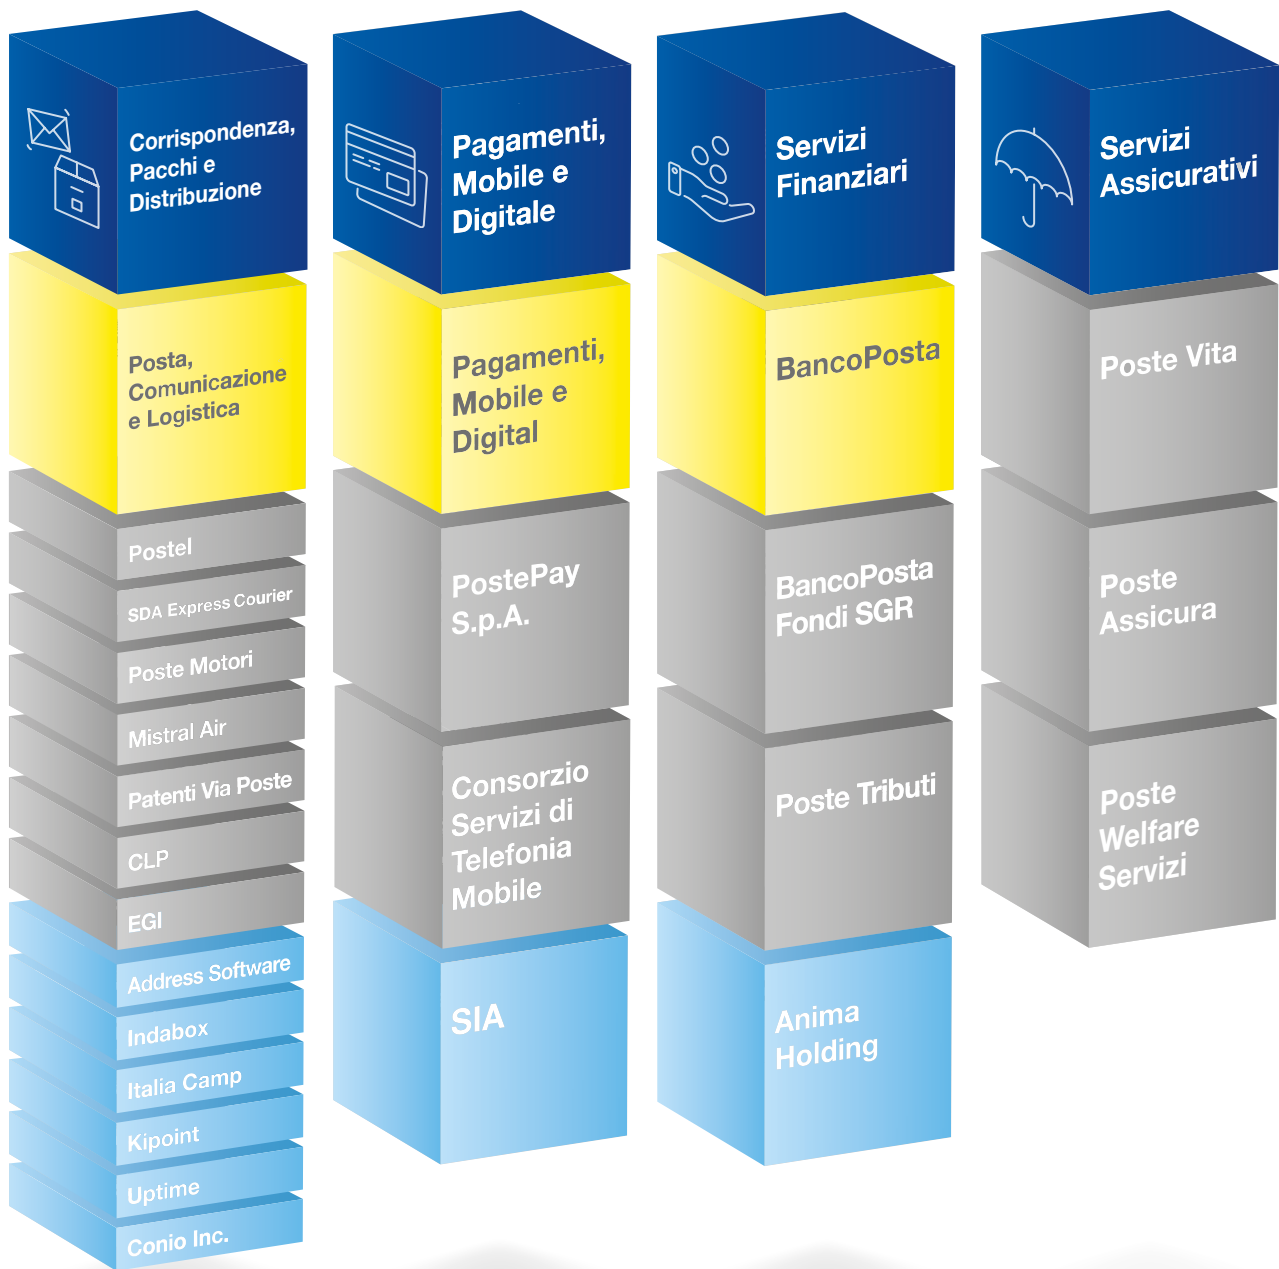 Corrispondenza,
Pacchi e
Distribuzione
Posta,
Comunicazione
e Logistica
Postel
SDA Express Courier
Poste Motori
Mistral Air
Patenti Via Poste
CLP
EGI
Address Software
Indabox
Italia Camp
Kipoint
Uptime
Conio Inc.
Pagamenti,
Mobile e
Digitale
Pagamenti,
Mobile e
Digital
PostePay
S.p.A.
Consorzio
Servizi di
Telefonia
Mobile
SIA
Servizi
Finanziari
BancoPosta
BancoPosta
Fondi SGR
Poste Tributi
Anima
Holding
Servizi
Assicurativi
Poste Vita
Poste
Assicura
Poste
Welfare
Servizi